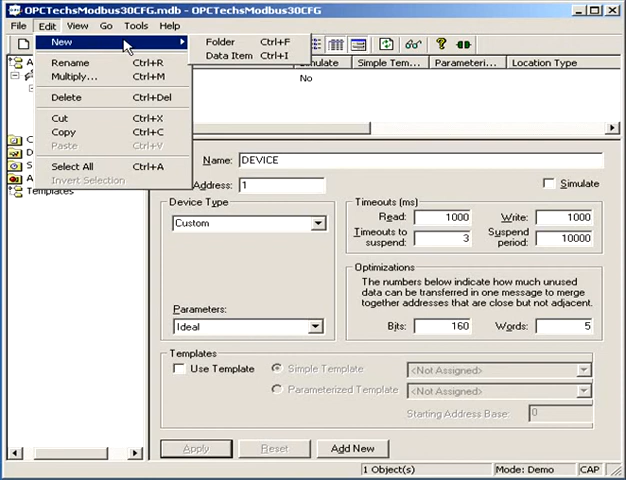 OPCTechsModbus30CFG.mdb - OPCTechsModbus30CFG
File Edit View Go Tools Help
New
Folder Ctrl+F
Data Item Ctrl+I
Rename Ctrl+R
Multiply... Ctrl+M
Delete Ctrl+Del
Cut Ctrl+X
Copy Ctrl+C
Paste Ctrl+V
Select All Ctrl+A
Invert Selection
Templates
Simulate Simple Tem... Parameteri... Location Type
No
Name: DEVICE
Address: 1
Simulate
Device Type
Custom
Parameters:
Ideal
Timeouts (ms)
Read: 1000 Write: 1000
Timeouts to suspend: 3 Suspend period: 10000
Optimizations
The numbers below indicate how much unused
data can be transferred in one message to merge
together addresses that are close but not adjacent.
Bits: 160 Words: 5
Templates
Use Template
Simple Template <Not Assigned>
Parameterized Template <Not Assigned>
Starting Address Base: 0
Apply Reset Add New
1 Object(s) Mode: Demo CAP